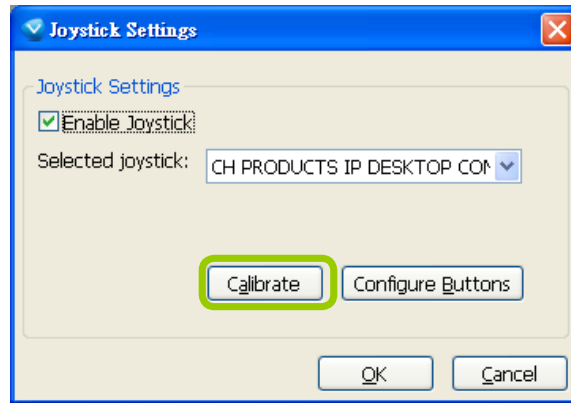 Joystick Settings
Joystick Settings
Enable Joystick
Selected joystick: CH PRODUCTS IP DESKTOP CON
Calibrate Configure Buttons
OK Cancel